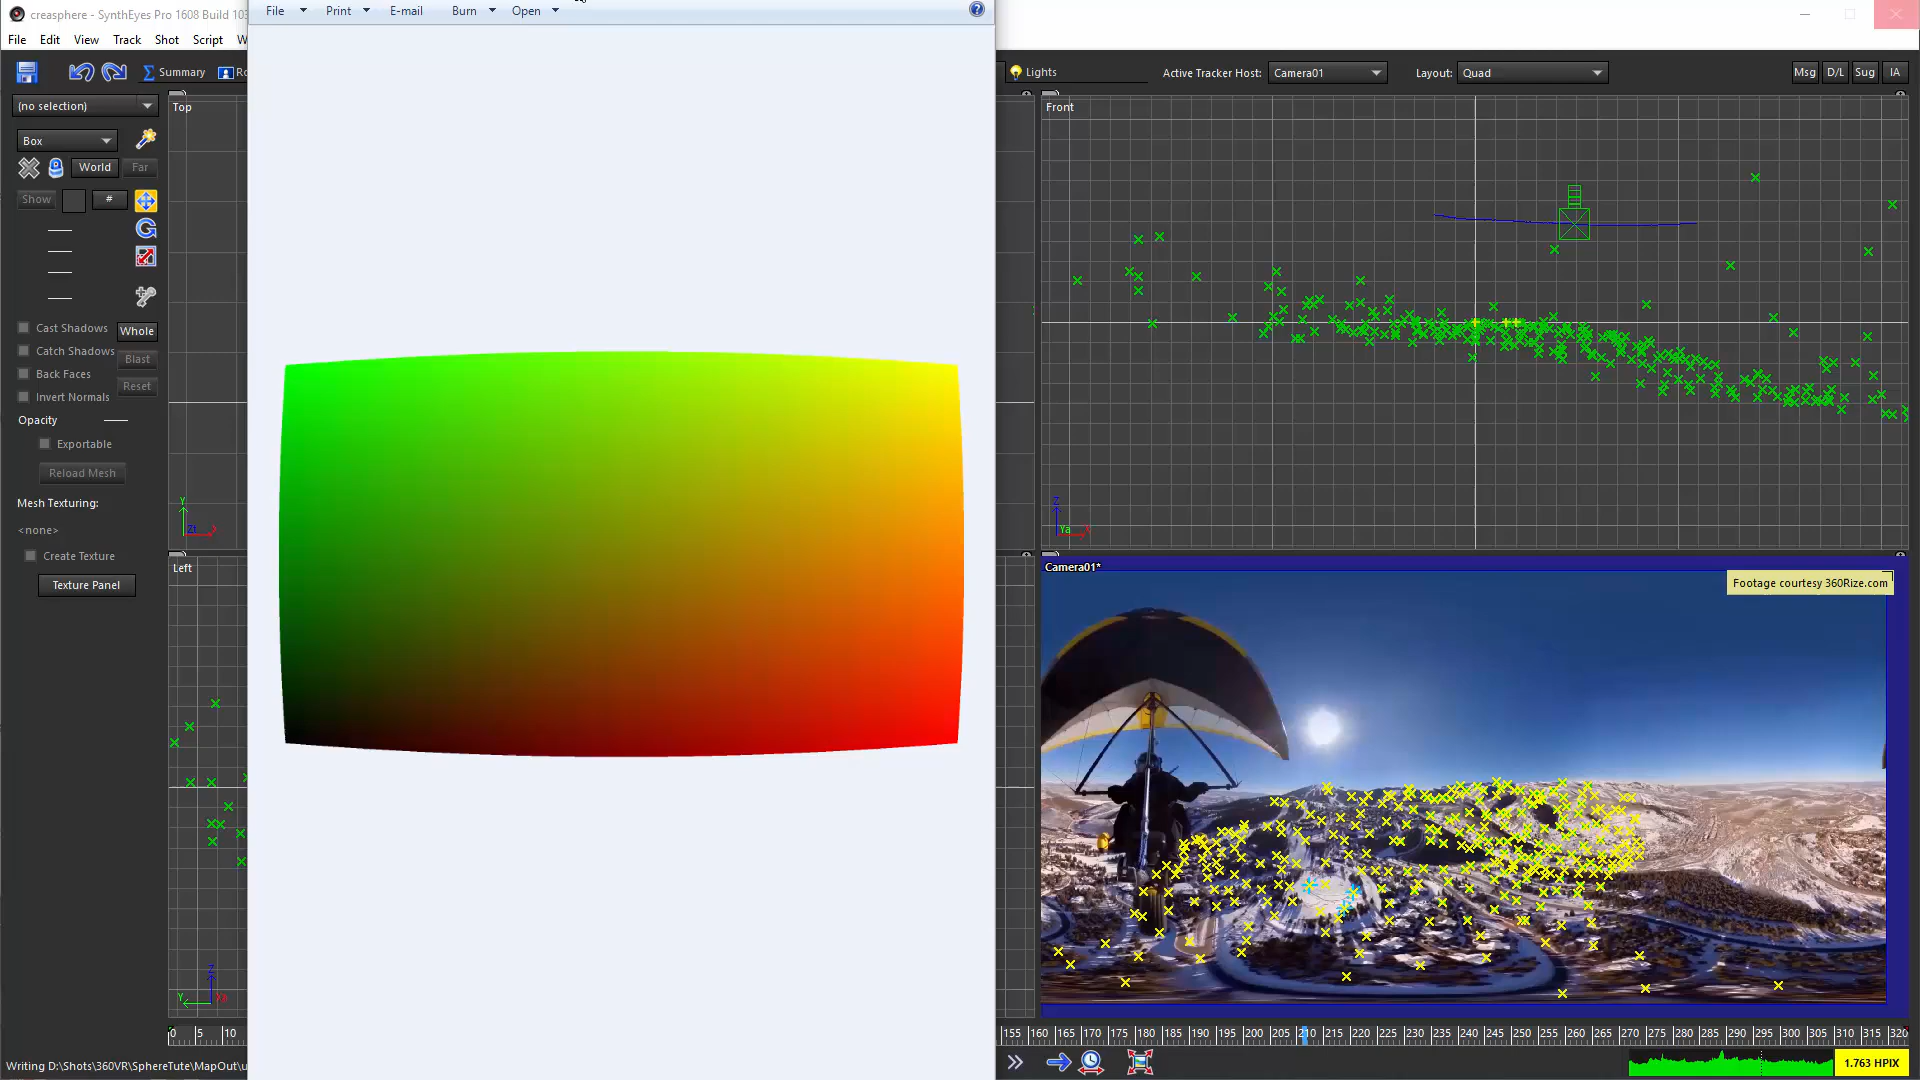 creasphere - SynthEyes Pro 1608 Build 103
File Print E-mail Burn Open
File Edit View Track Shot Script W
Summary Ro Lights Active Tracker Host: Camera01 Layout: Quad Msg D/L Sug IA
(no selection) Top Front
Box
World Far
Show #
Cast Shadows Whole
Catch Shadows Blast
Back Faces Reset
Invert Normals
Opacity
Exportable
Reload Mesh
Mesh Texturing:
<none>
Create Texture
Texture Panel
Left Camera01*
Footage courtesy 360Rize.com
0 5 10 155 160 165 170 175 180 185 190 195 200 205 210 215 220 225 230 235 240 245 250 255 260 265 270 275 280 285 290 295 300 305 310 315 320
Writing D:\Shots\360VR\SphereTute\MapOut\u 1.763 HPIX